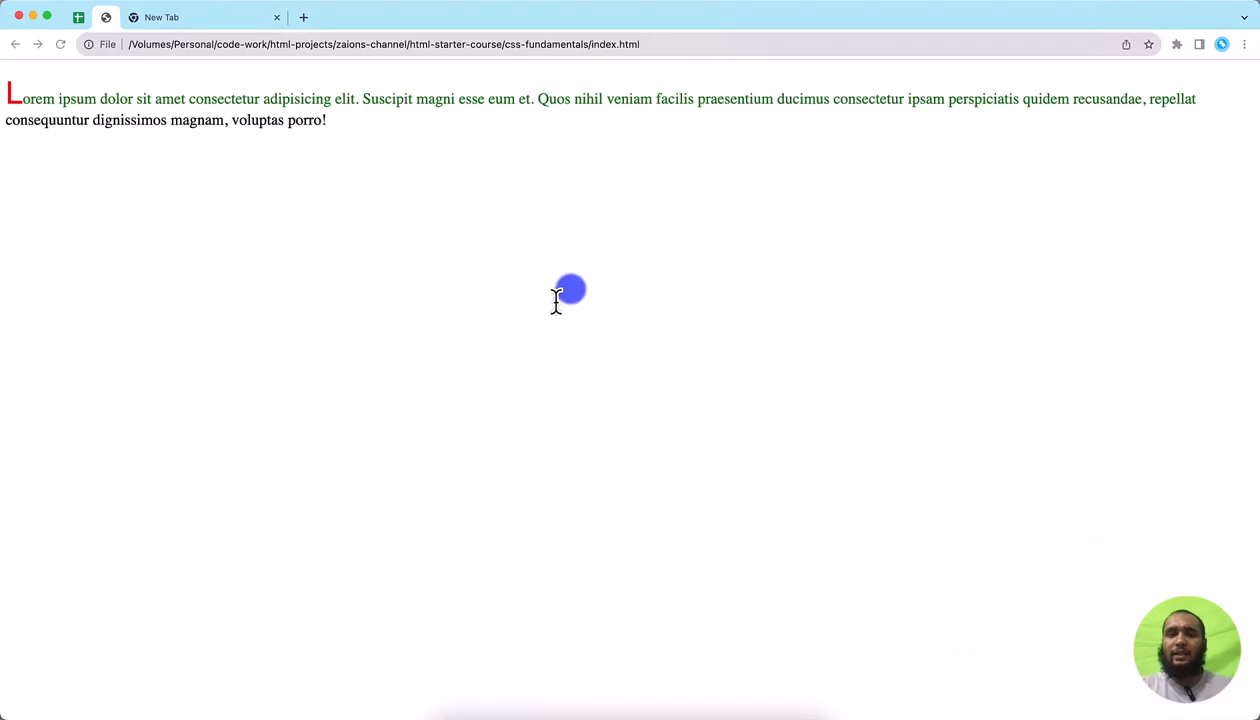 New Tab
File /Volumes/Personal/code-work/html-projects/zaions-channel/html-starter-course/css-fundamentals/index.html
Lorem ipsum dolor sit amet consectetur adipisicing elit. Suscipit magni esse eum et. Quos nihil veniam facilis praesentium ducimus consectetur ipsam perspiciatis quidem recusandae, repellat
consequuntur dignissimos magnam, voluptas porro!